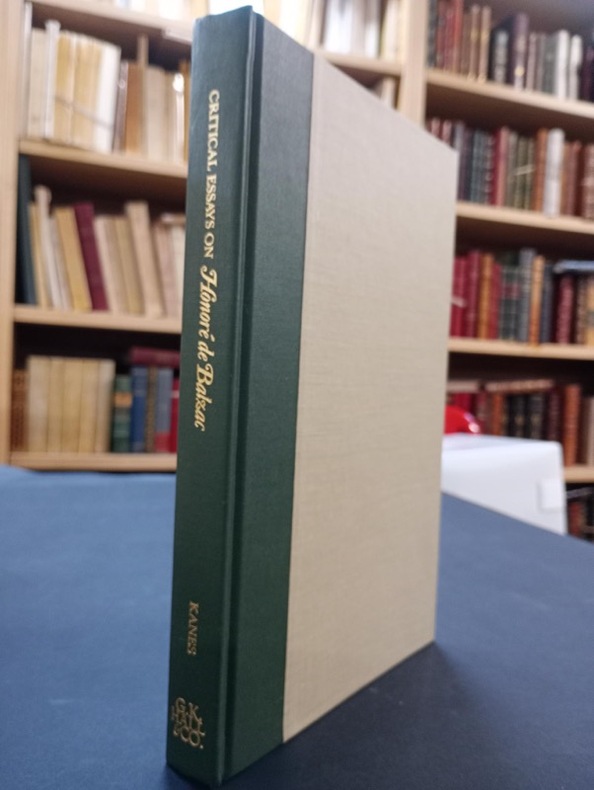 CRITICAL ESSAYS ON Honoré de Balzac
KANES
G.K.
HALL
&CO.